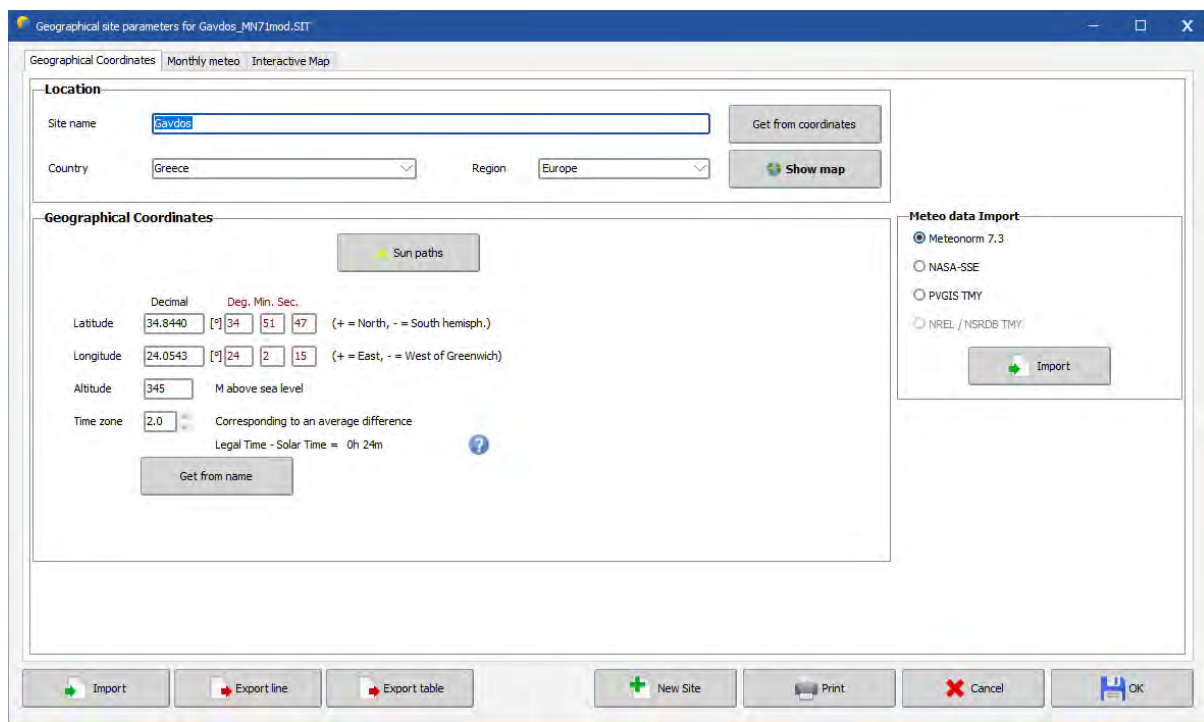 Geographical site parameters for Gavdos_MN71mod.SIT
Geographical Coordinates Monthly meteo Interactive Map
Location
Site name Gavdos Get from coordinates
Country Greece Region Europe Show map
Geographical Coordinates
Sun paths
Decimal Deg. Min. Sec.
Latitude 34.8440 [°] 34 51 47 (+ = North, - = South hemisph.)
Longitude 24.0543 [°] 24 2 15 (+ = East, - = West of Greenwich)
Altitude 345 M above sea level
Time zone 2.0 Corresponding to an average difference
Legal Time - Solar Time = 0h 24m ?
Get from name
Meteo data Import
Meteonorm 7.3
NASA-SSE
PVGIS TMY
NREL / NSRDB TMY
Import
Import Export line Export table New Site Print Cancel OK